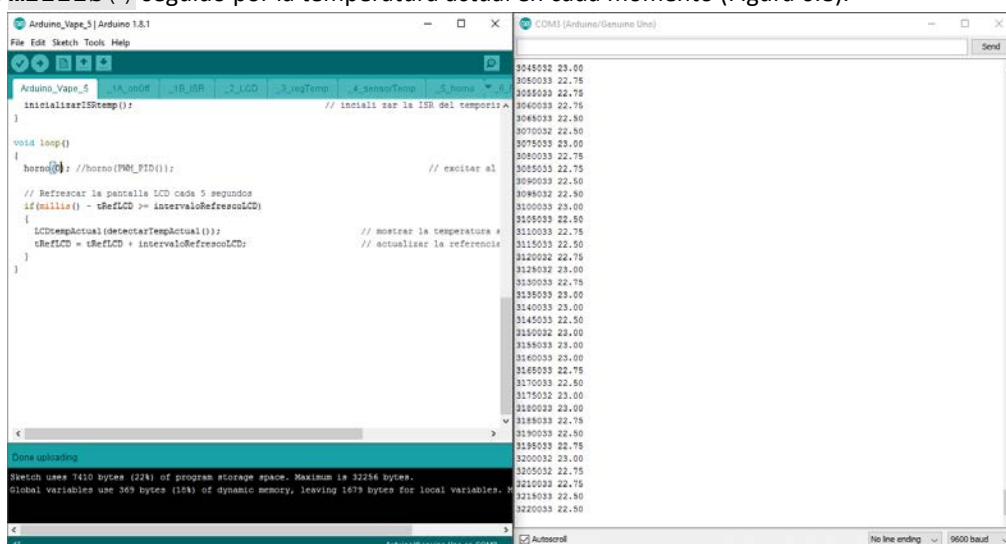 seguido por la temperatura actual en cada momento
Arduino_Vape_5 | Arduino 1.8.1
File Edit Sketch Tools Help
Arduino_Vape_5 _1A_onOff _1B_ISR _2_LCD _3_regTemp _4_sensorTemp _5_horno
inicializarISRtemp(); // inciali zar la ISR del temporiz
}
void loop()
{
horno(0); //horno(PWM_PID()); // excitar al
// Refrescar la pantalla LCD cada 5 segundos
if(millis() - tRefLCD >= intervaloRefrescoLCD)
{
LCDtempActual(detectarTempActual()); // mostrar la temperatura a
tRefLCD = tRefLCD + intervaloRefrescoLCD; // actualizar la referencia
}
}
Done uploading.
Sketch uses 7410 bytes (22%) of program storage space. Maximum is 32256 bytes.
Global variables use 369 bytes (18%) of dynamic memory, leaving 1679 bytes for local variables. M
COM3 (Arduino/Genuino Uno)
Send
3045032 23.00
3050033 22.75
3055033 22.75
3060033 22.75
3065033 22.50
3070032 22.50
3075033 23.00
3080033 22.75
3085033 22.75
3090033 22.50
3095032 22.50
3100033 23.00
3105033 22.50
3110033 22.75
3115033 22.50
3120032 22.75
3125032 23.00
3130033 22.75
3135033 23.00
3140033 23.00
3145033 22.50
3150032 23.00
3155033 23.00
3160033 23.00
3165033 22.75
3170033 22.50
3175032 23.00
3180033 23.00
3185033 22.75
3190033 22.50
3195033 22.75
3200032 23.00
3205032 22.75
3210033 22.75
3215033 22.50
3220033 22.50
Autoscroll
No line ending
9600 baud